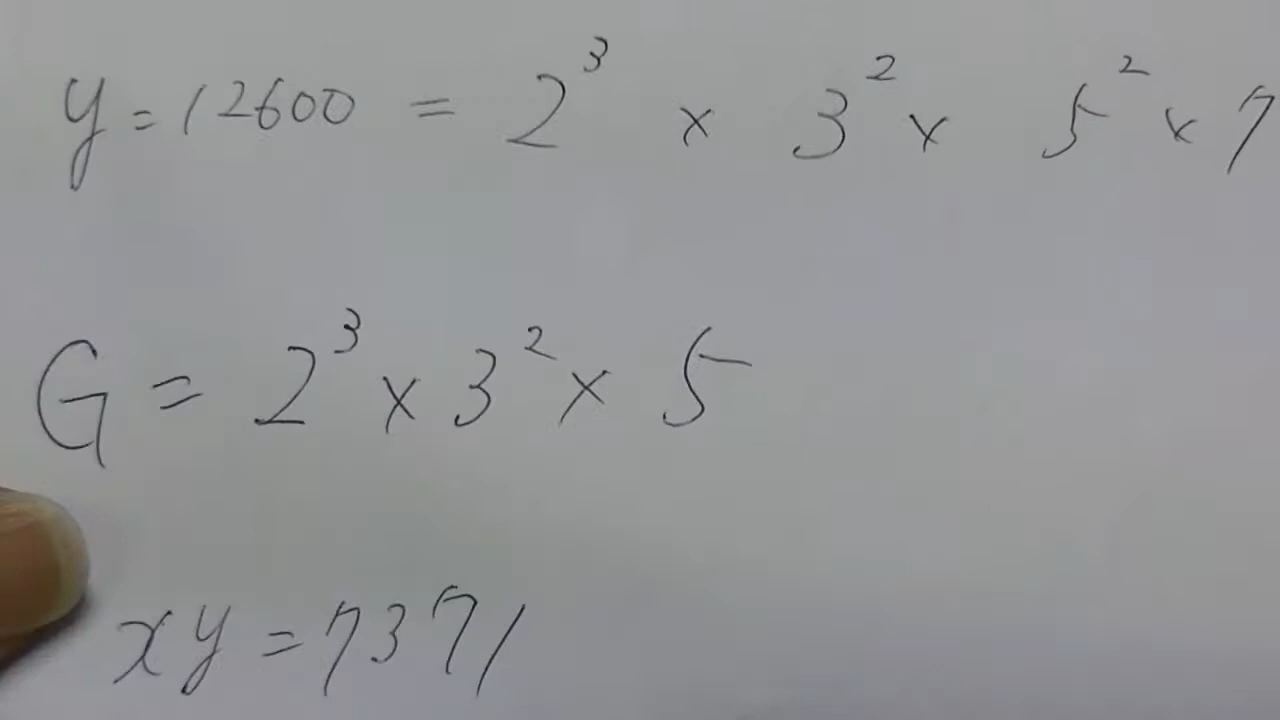 y = 12600 = 2³ × 3² × 5² × 7
G = 2³ × 3² × 5
xy = 7371